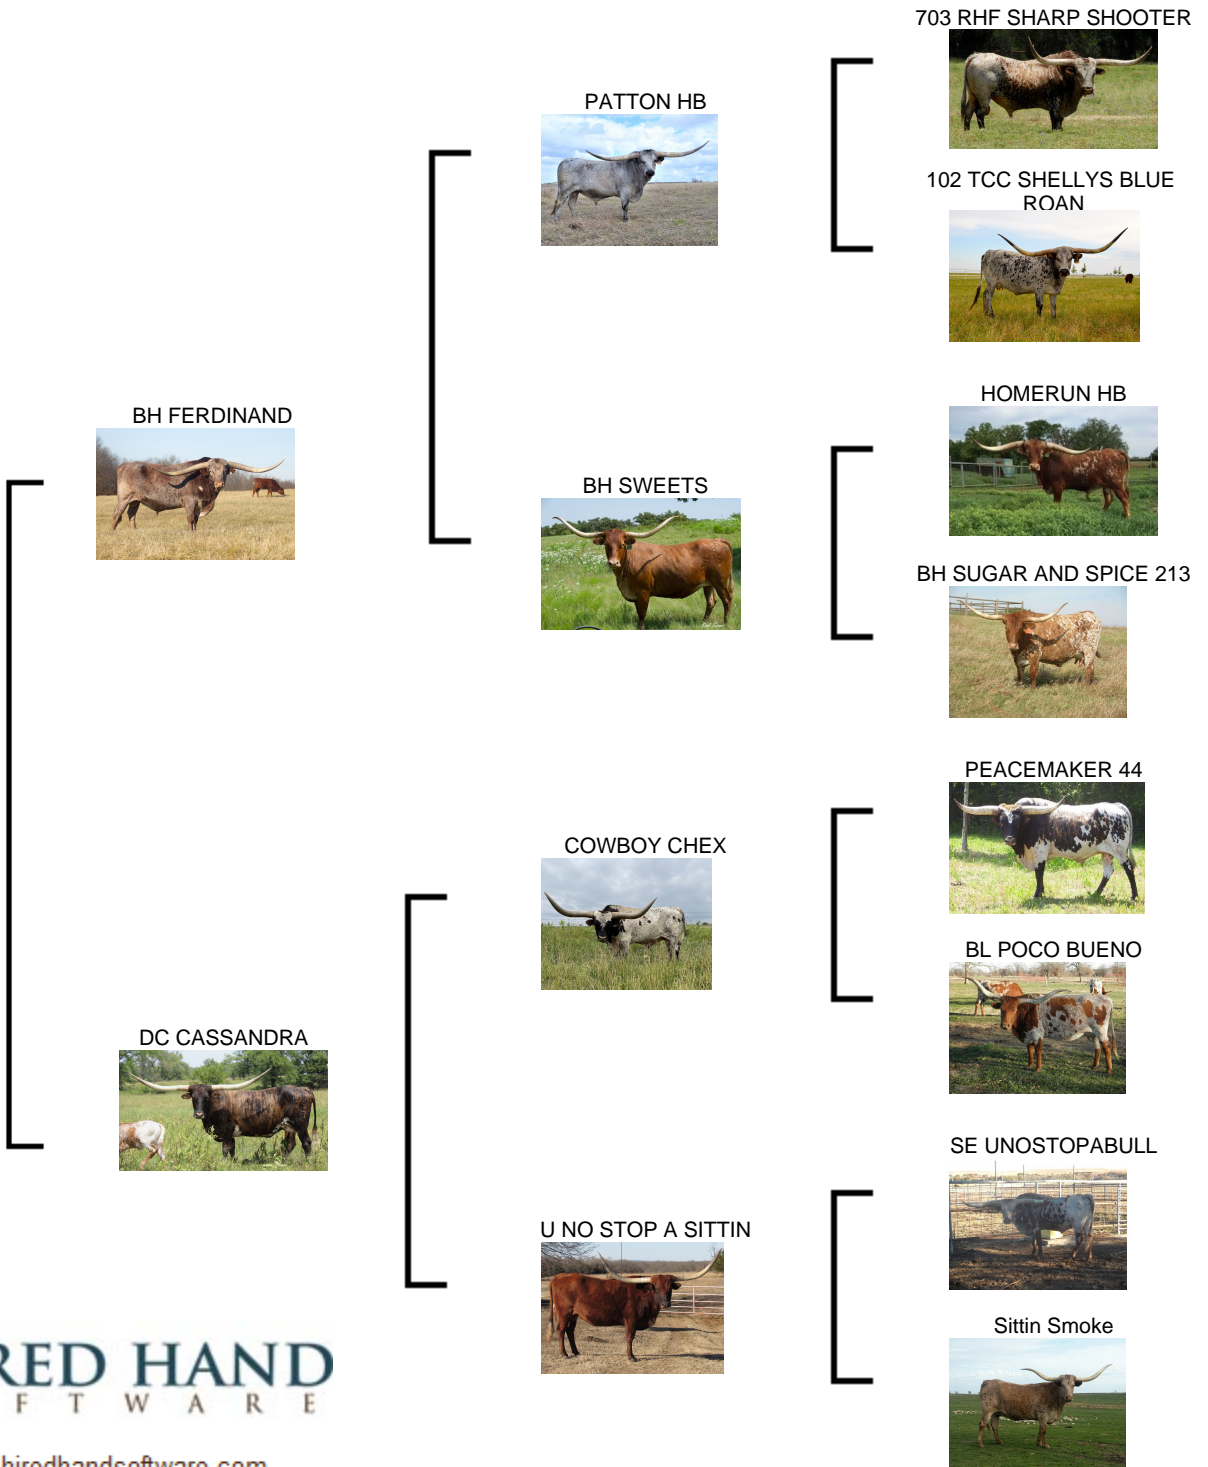 703 RHF SHARP SHOOTER
PATTON HB
102 TCC SHELLYS BLUE
ROAN
HOMERUN HB
BH FERDINAND
BH SWEETS
BH SUGAR AND SPICE 213
PEACEMAKER 44
COWBOY CHEX
BL POCO BUENO
DC CASSANDRA
SE UNOSTOPABULL
U NO STOP A SITTIN
Sittin Smoke
RED HAND
F T W A R E
hiredhandsoftware.com